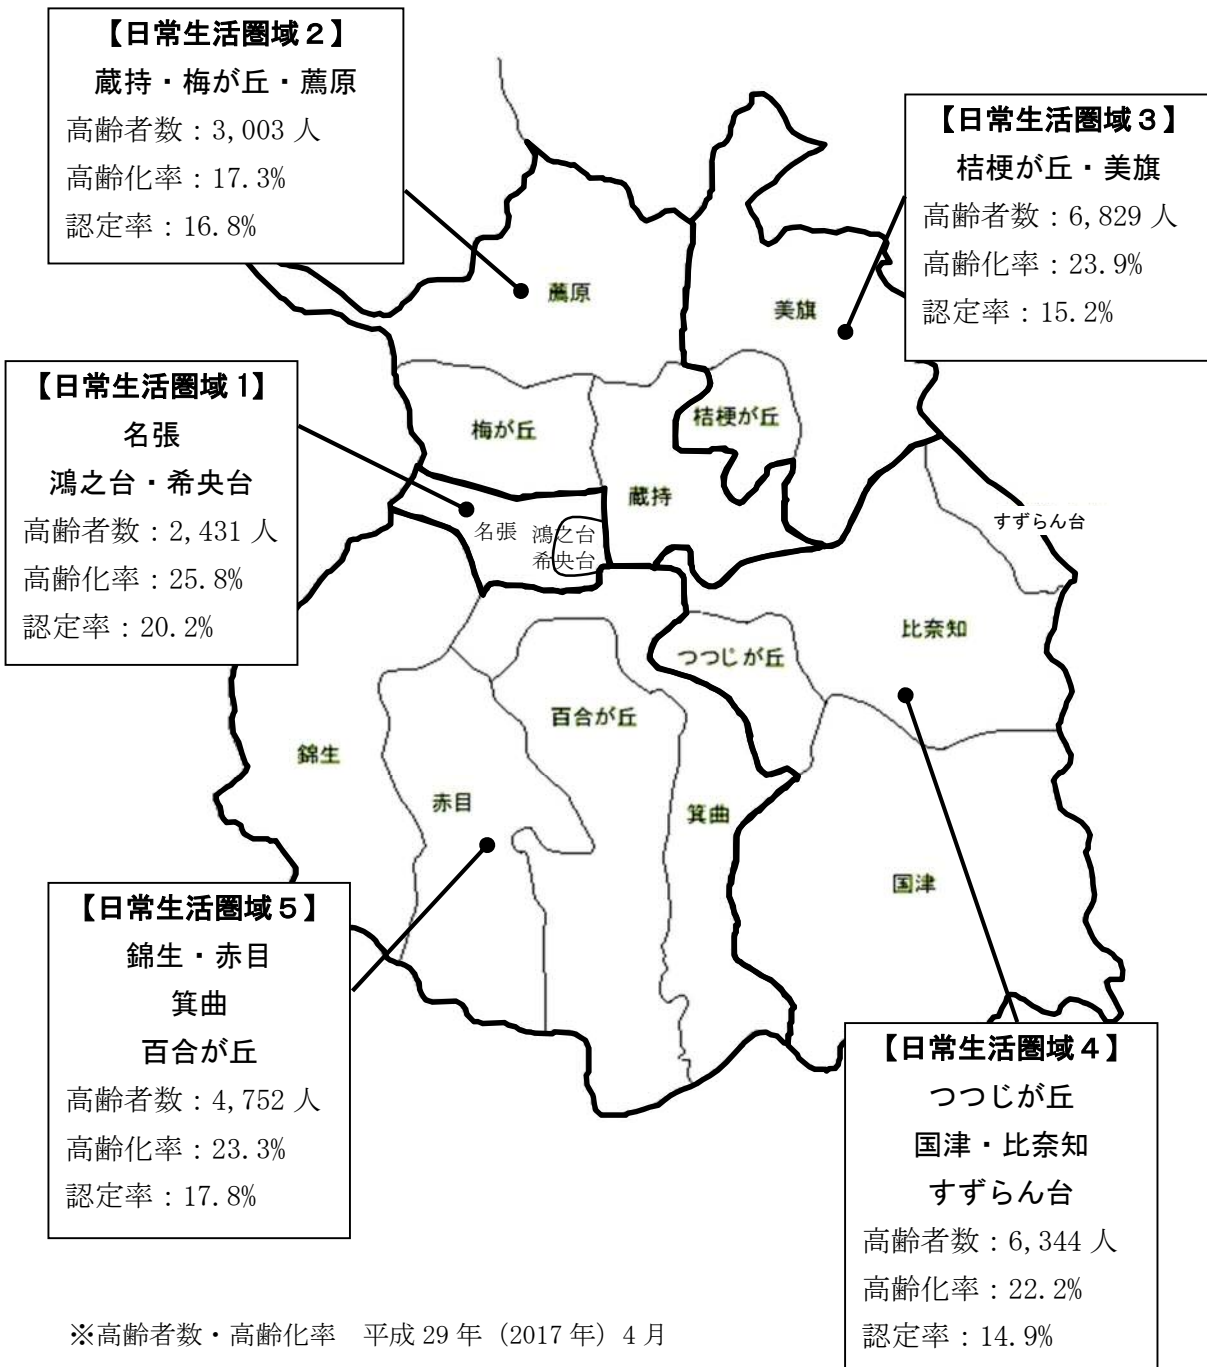 【日常生活圏域２】
蔵持・梅が丘・薦原
高齢者数：3,003 人
高齢化率：17.3%
認定率：16.8%
【日常生活圏域３】
桔梗が丘・美旗
高齢者数：6,829 人
高齢化率：23.9%
認定率：15.2%
薦原
美旗
【日常生活圏域 1】
名張
鴻之台・希央台
高齢者数：2,431 人
高齢化率：25.8%
認定率：20.2%
梅が丘
桔梗が丘
蔵持
名張
鴻之台
希央台
すずらん台
比奈知
つつじが丘
百合が丘
錦生
赤目
箕曲
国津
【日常生活圏域５】
錦生・赤目
箕曲
百合が丘
高齢者数：4,752 人
高齢化率：23.3%
認定率：17.8%
【日常生活圏域４】
つつじが丘
国津・比奈知
すずらん台
高齢者数：6,344 人
高齢化率：22.2%
認定率：14.9%
※高齢者数・高齢化率　平成 29 年（2017 年）4 月